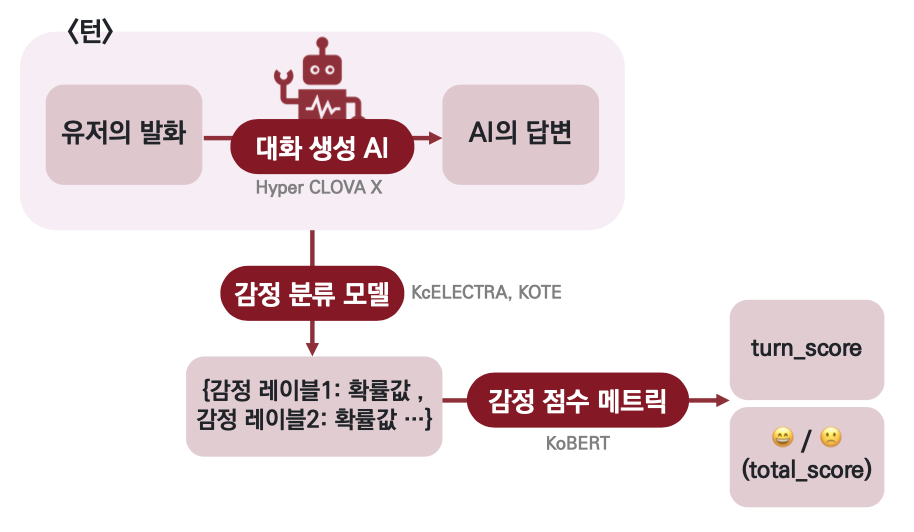 <턴>
유저의 발화
대화 생성 AI
Hyper CLOVA X
AI의 답변
감정 분류 모델
KcELECTRA, KOTE
{감정 레이블1: 확률값 ,
감정 레이블2: 확률값 ⋯}
감정 점수 메트릭
KoBERT
turn_score
😄 / 🙁
(total_score)